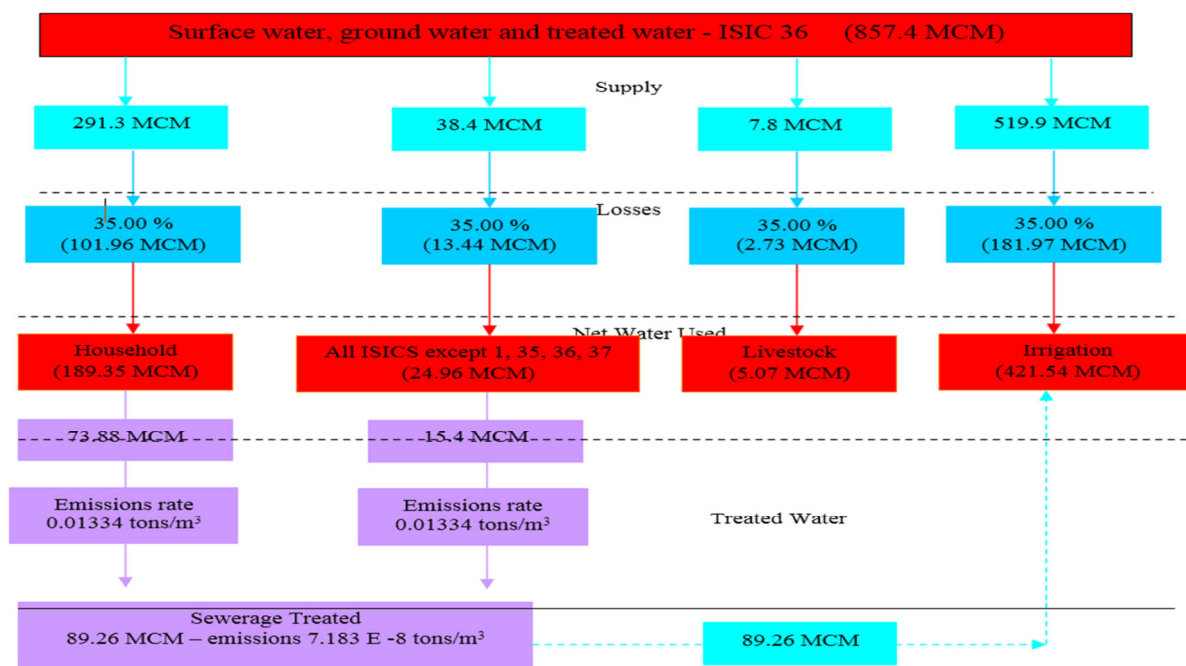 Surface water, ground water and treated water - ISIC 36 (857.4 MCM)
Supply
291.3 MCM
38.4 MCM
7.8 MCM
519.9 MCM
Losses
35.00 %
(101.96 MCM)
35.00 %
(13.44 MCM)
35.00 %
(2.73 MCM)
35.00 %
(181.97 MCM)
Net Water Used
Household
(189.35 MCM)
All ISICS except 1, 35, 36, 37
(24.96 MCM)
Livestock
(5.07 MCM)
Irrigation
(421.54 MCM)
73.88 MCM
15.4 MCM
Emissions rate
0.01334 tons/m³
Emissions rate
0.01334 tons/m³
Treated Water
Sewerage Treated
89.26 MCM – emissions 7.183 E -8 tons/m³
89.26 MCM